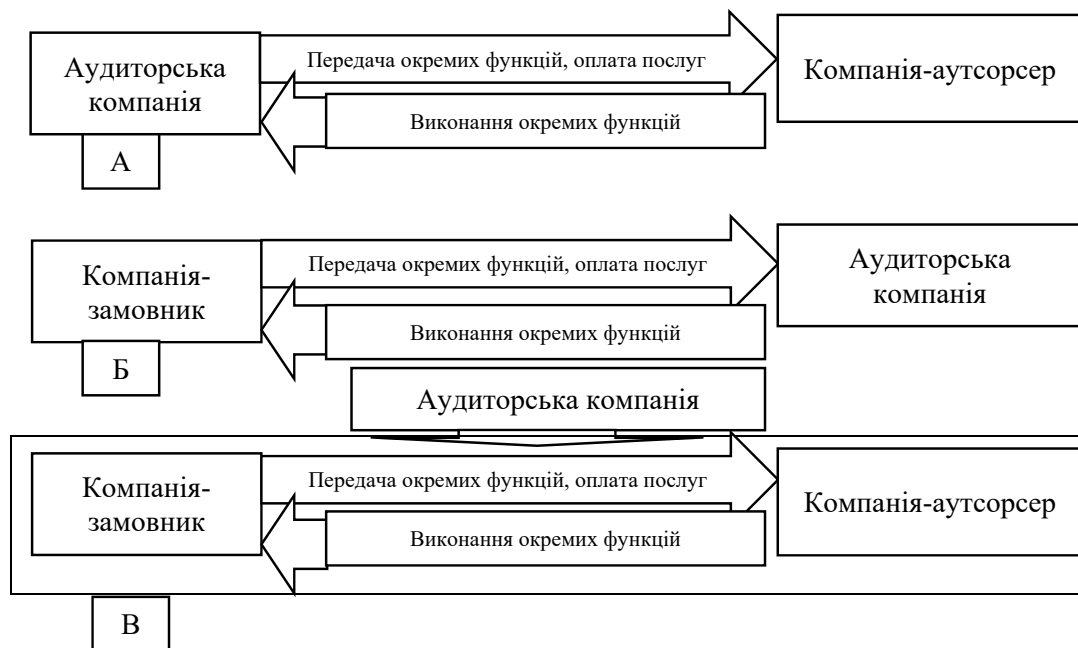 Аудиторська
компанія
Передача окремих функцій, оплата послуг
Компанія-аутсорсер
Виконання окремих функцій
А
Компанія-
замовник
Передача окремих функцій, оплата послуг
Аудиторська
компанія
Виконання окремих функцій
Б
Аудиторська компанія
Компанія-
замовник
Передача окремих функцій, оплата послуг
Компанія-аутсорсер
Виконання окремих функцій
В